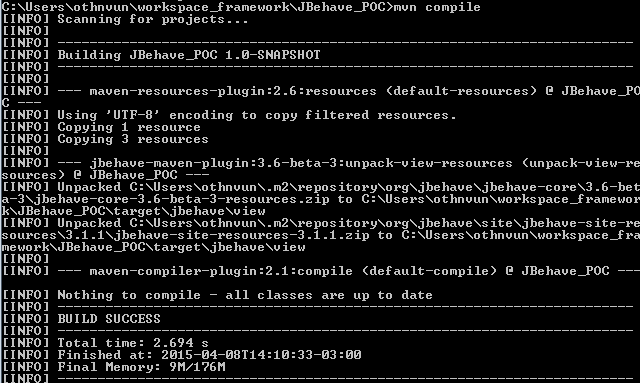 C:\Users\othnvun\workspace_framework\JBehave_POC>mvn compile
[INFO] Scanning for projects...
[INFO]
[INFO] ------------------------------------------------------------------------
[INFO] Building JBehave_POC 1.0-SNAPSHOT
[INFO] ------------------------------------------------------------------------
[INFO]
[INFO] --- maven-resources-plugin:2.6:resources (default-resources) @ JBehave_PO
C ---
[INFO] Using 'UTF-8' encoding to copy filtered resources.
[INFO] Copying 1 resource
[INFO] Copying 3 resources
[INFO]
[INFO] --- jbehave-maven-plugin:3.6-beta-3:unpack-view-resources (unpack-view-re
sources) @ JBehave_POC ---
[INFO] Unpacked C:\Users\othnvun\.m2\repository\org\jbehave\jbehave-core\3.6-bet
a-3\jbehave-core-3.6-beta-3-resources.zip to C:\Users\othnvun\workspace_framewor
k\JBehave_POC\target\jbehave\view
[INFO] Unpacked C:\Users\othnvun\.m2\repository\org\jbehave\site\jbehave-site-re
sources\3.1.1\jbehave-site-resources-3.1.1.zip to C:\Users\othnvun\workspace_fra
mework\JBehave_POC\target\jbehave\view
[INFO]
[INFO] --- maven-compiler-plugin:2.1:compile (default-compile) @ JBehave_POC ---

[INFO] Nothing to compile - all classes are up to date
[INFO] ------------------------------------------------------------------------
[INFO] BUILD SUCCESS
[INFO] ------------------------------------------------------------------------
[INFO] Total time: 2.694 s
[INFO] Finished at: 2015-04-08T14:10:33-03:00
[INFO] Final Memory: 9M/176M
[INFO] ------------------------------------------------------------------------